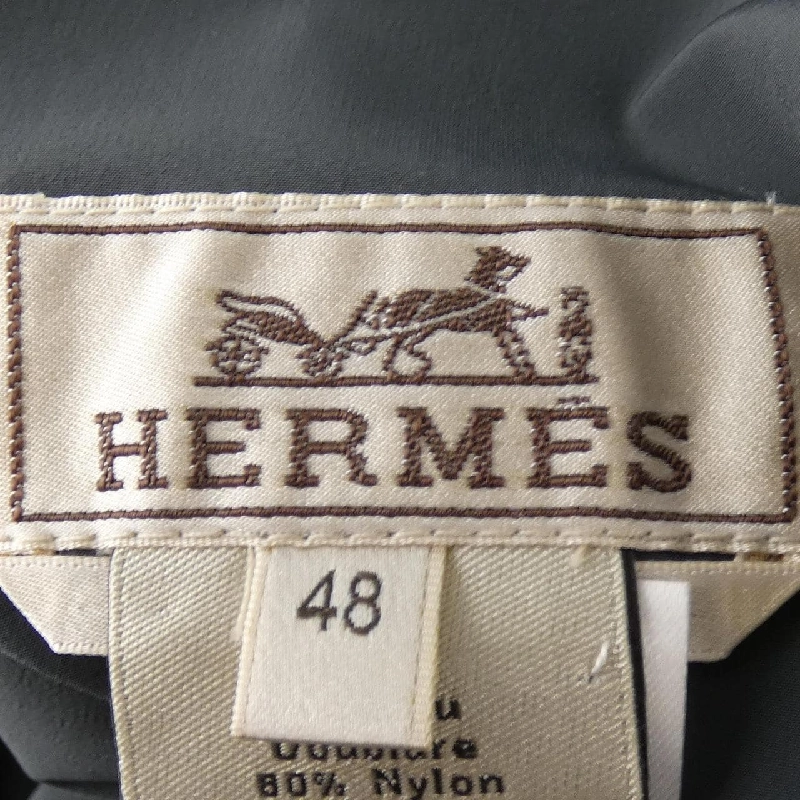 HERMÈS
48
u
Doublure
80% Nylon